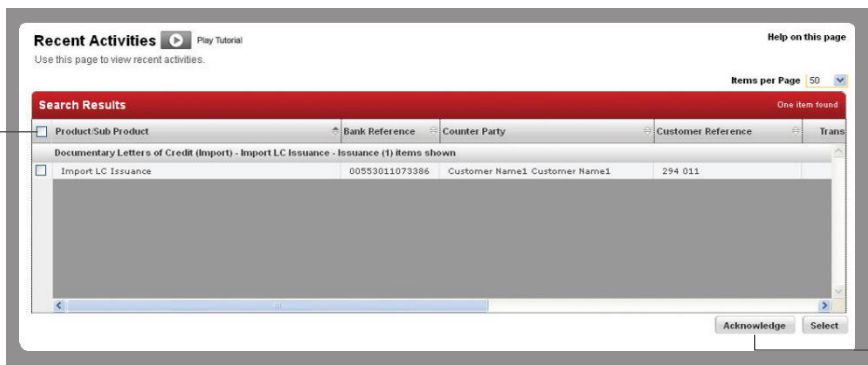 Recent Activities Play Tutorial Help on this page
Use this page to view recent activities.
Items per Page 50
Search Results One item found
Product/Sub Product Bank Reference Counter Party Customer Reference Trans
Documentary Letters of Credit (Import) - Import LC Issuance - Issuance (1) items shown
Import LC Issuance 00553011073386 Customer Name1 Customer Name1 294 011
Acknowledge Select